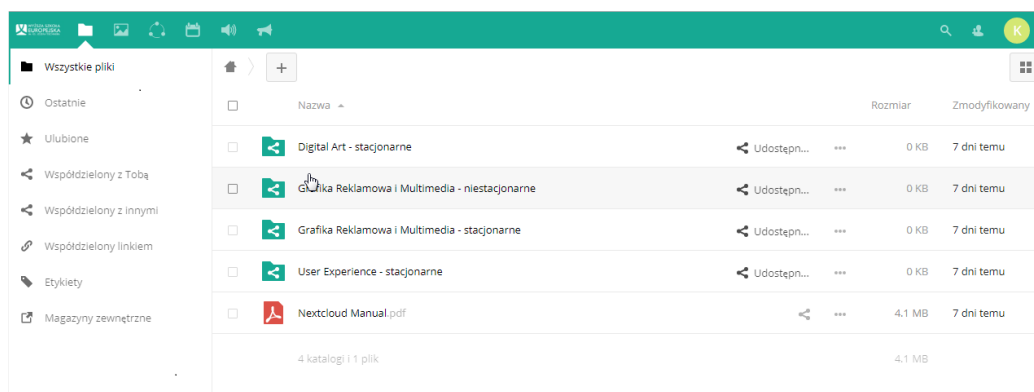 WYŻSZA SZKOŁA
EUROPEJSKA
K
Wszystkie pliki
Ostatnie
Ulubione
Współdzielony z Tobą
Współdzielony z innymi
Współdzielony linkiem
Etykiety
Magazyny zewnętrzne
+
Nazwa Rozmiar Zmodyfikowany
Digital Art - stacjonarne Udostępn... 0 KB 7 dni temu
Grafika Reklamowa i Multimedia - niestacjonarne Udostępn... 0 KB 7 dni temu
Grafika Reklamowa i Multimedia - stacjonarne Udostępn... 0 KB 7 dni temu
User Experience - stacjonarne Udostępn... 0 KB 7 dni temu
Nextcloud Manual.pdf 4.1 MB 7 dni temu
4 katalogi i 1 plik 4.1 MB